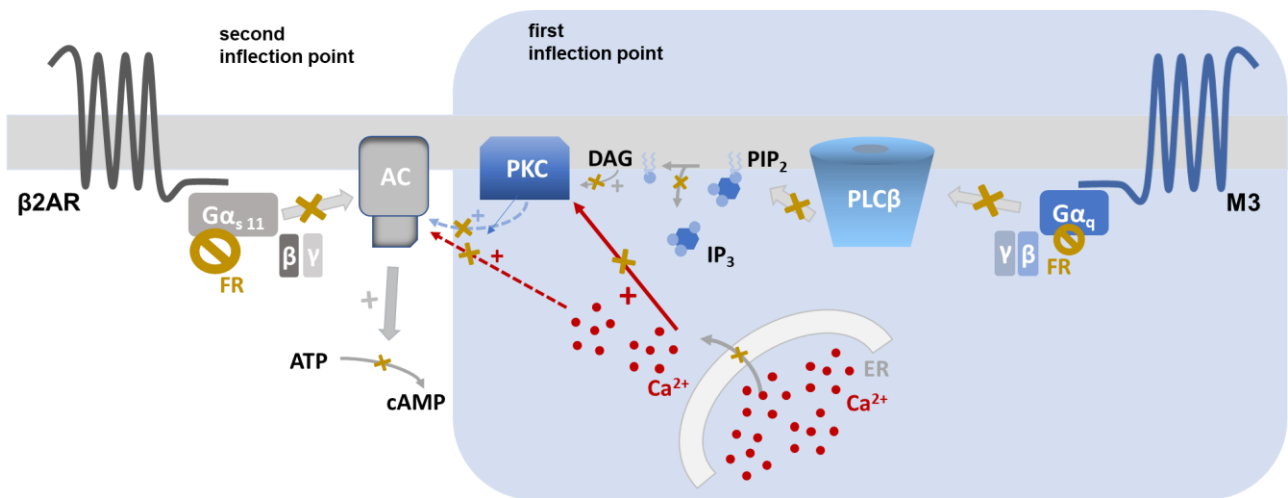 second
inflection point
first
inflection point
β2AR
Gα s 11
FR
β
γ
AC
+
ATP
cAMP
PKC
+
+
DAG
+
PIP2
IP3
PLCβ
Gαq
γ
β
FR
M3
+
Ca2+
ER
Ca2+